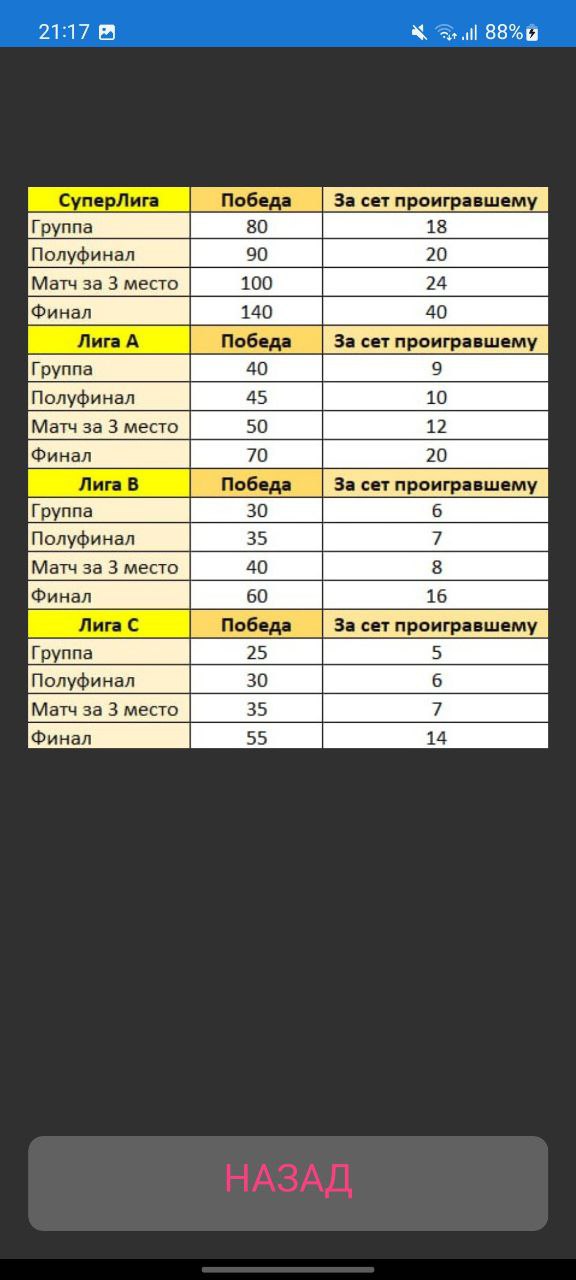 21:17 88%
СуперЛига Победа За сет проигравшему
Группа 80 18
Полуфинал 90 20
Матч за 3 место 100 24
Финал 140 40
Лига А Победа За сет проигравшему
Группа 40 9
Полуфинал 45 10
Матч за 3 место 50 12
Финал 70 20
Лига В Победа За сет проигравшему
Группа 30 6
Полуфинал 35 7
Матч за 3 место 40 8
Финал 60 16
Лига С Победа За сет проигравшему
Группа 25 5
Полуфинал 30 6
Матч за 3 место 35 7
Финал 55 14
НАЗАД